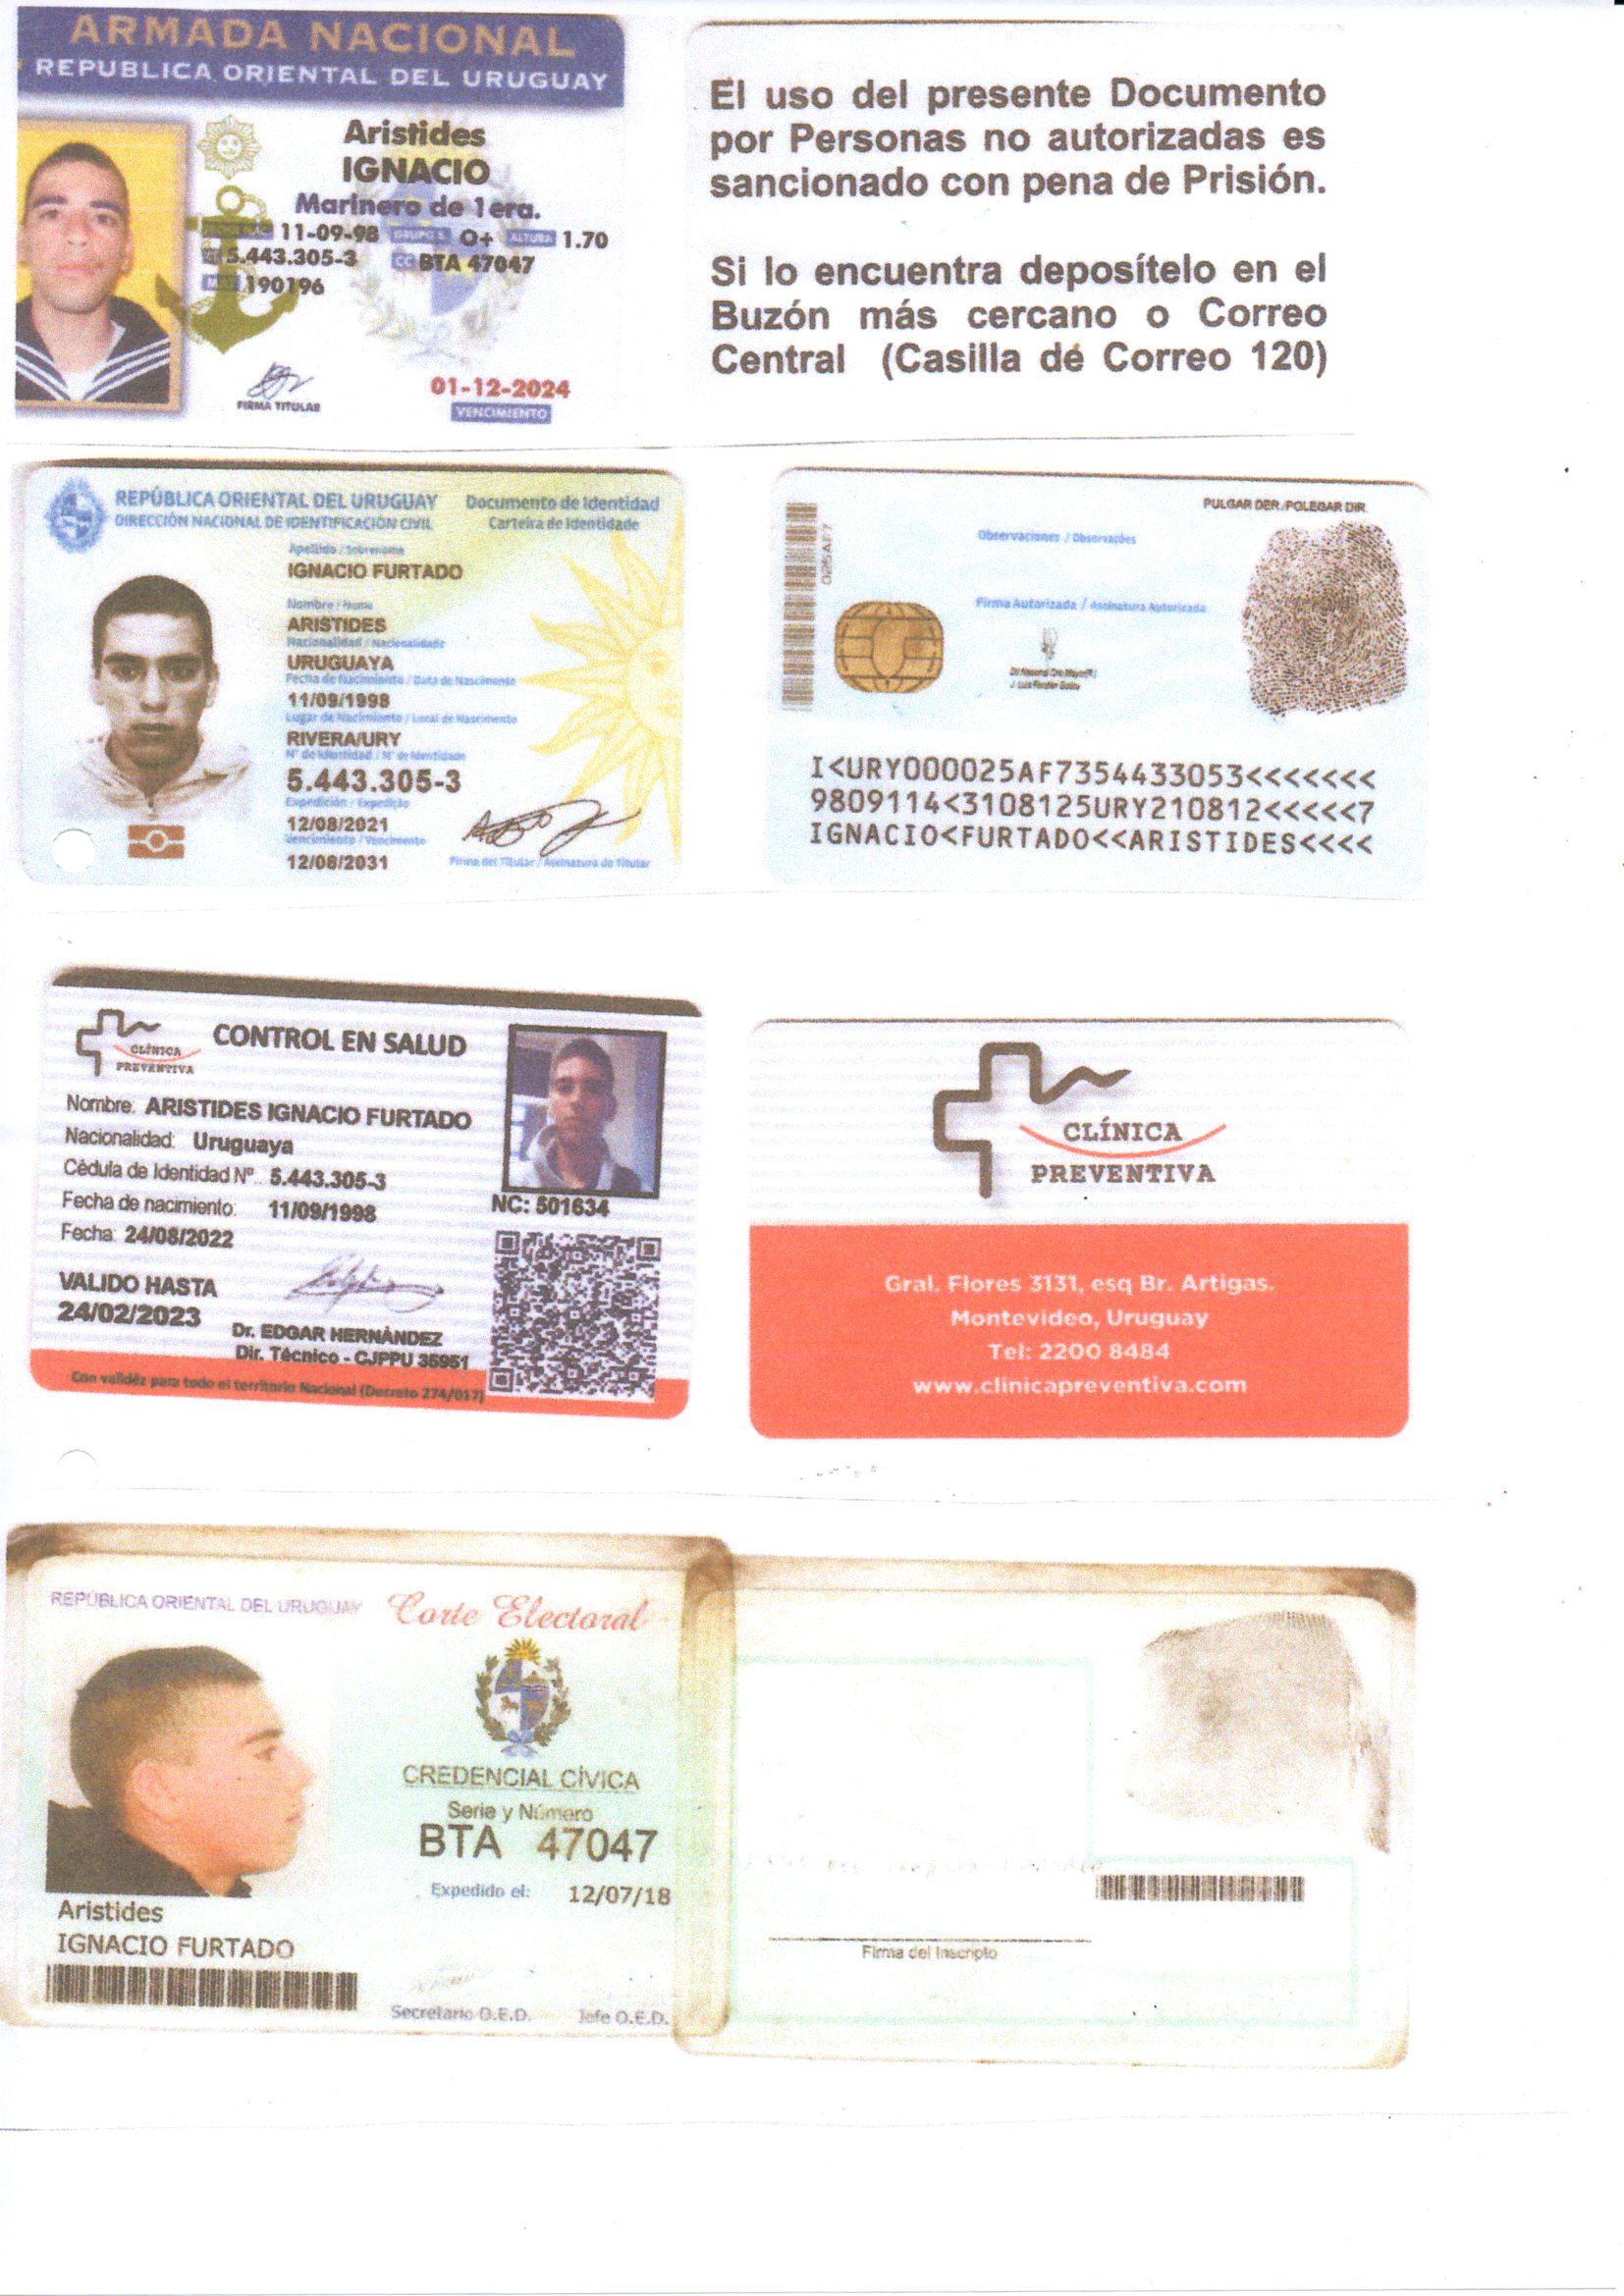 ARMADA NACIONAL
REPUBLICA ORIENTAL DEL URUGUAY
Aristides
IGNACIO
Marinero de 1era.
11-09-98 GRUPO S. O+ ALTURA 1.70
5.443.305-3 CC BTA 47047
MAT 190196
FIRMA TITULAR
01-12-2024
VENCIMIENTO
El uso del presente Documento
por Personas no autorizadas es
sancionado con pena de Prisión.
Si lo encuentra deposítelo en el
Buzón más cercano o Correo
Central (Casilla de Correo 120)
REPÚBLICA ORIENTAL DEL URUGUAY
DIRECCIÓN NACIONAL DE IDENTIFICACIÓN CIVIL
Documento de Identidad
Carteira de Identidade
Apellido / Sobrenome
IGNACIO FURTADO
Nombre / Nome
ARISTIDES
Nacionalidad / Nacionalidade
URUGUAYA
Fecha de Nacimiento / Data de Nascimento
11/09/1998
Lugar de Nacimiento / Local de Nascimento
RIVERA/URY
N° de Identidad / N° de Identidade
5.443.305-3
Expedición / Expedição
12/08/2021
Vencimiento / Vencimento
12/08/2031
Firma del Titular / Assinatura do Titular
PULGAR DER./POLEGAR DIR.
025AF7
Observaciones / Observações
Firma Autorizada / Assinatura Autorizada
I<URY000025AF7354433053<<<<<<<
9809114<3108125URY210812<<<<<7
IGNACIO<FURTADO<<ARISTIDES<<<<
CLÍNICA
PREVENTIVA
CONTROL EN SALUD
Nombre: ARISTIDES IGNACIO FURTADO
Nacionalidad: Uruguaya
Cédula de Identidad Nº.: 5.443.305-3
Fecha de nacimiento: 11/09/1998
Fecha: 24/08/2022
NC: 501634
VALIDO HASTA
24/02/2023
Dr. EDGAR HERNÀNDEZ
Dir. Técnico - CJPPU 35951
Con validéz para todo el territorio Nacional (Decreto 274/017)
CLÍNICA
PREVENTIVA
Gral. Flores 3131, esq Br. Artigas.
Montevideo, Uruguay
Tel: 2200 8484
www.clinicapreventiva.com
REPÚBLICA ORIENTAL DEL URUGUAY
Corte Electoral
CREDENCIAL CÍVICA
Serie y Número
BTA 47047
Expedido el: 12/07/18
Aristides
IGNACIO FURTADO
Secretario O.E.D. Jefe O.E.D.
Firma del Inscripto